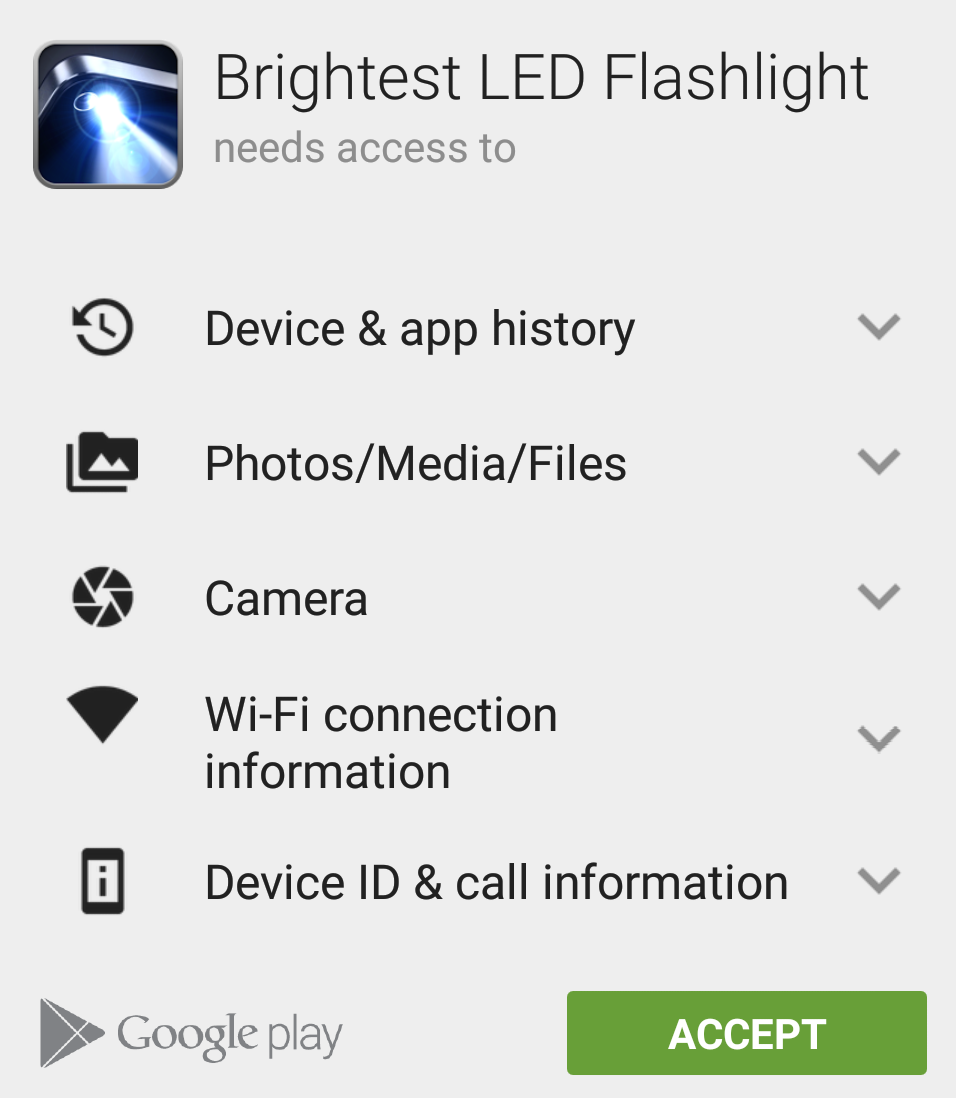 Brightest LED Flashlight
needs access to
Device & app history
Photos/Media/Files
Camera
Wi-Fi connection
information
Device ID & call information
Google play
ACCEPT